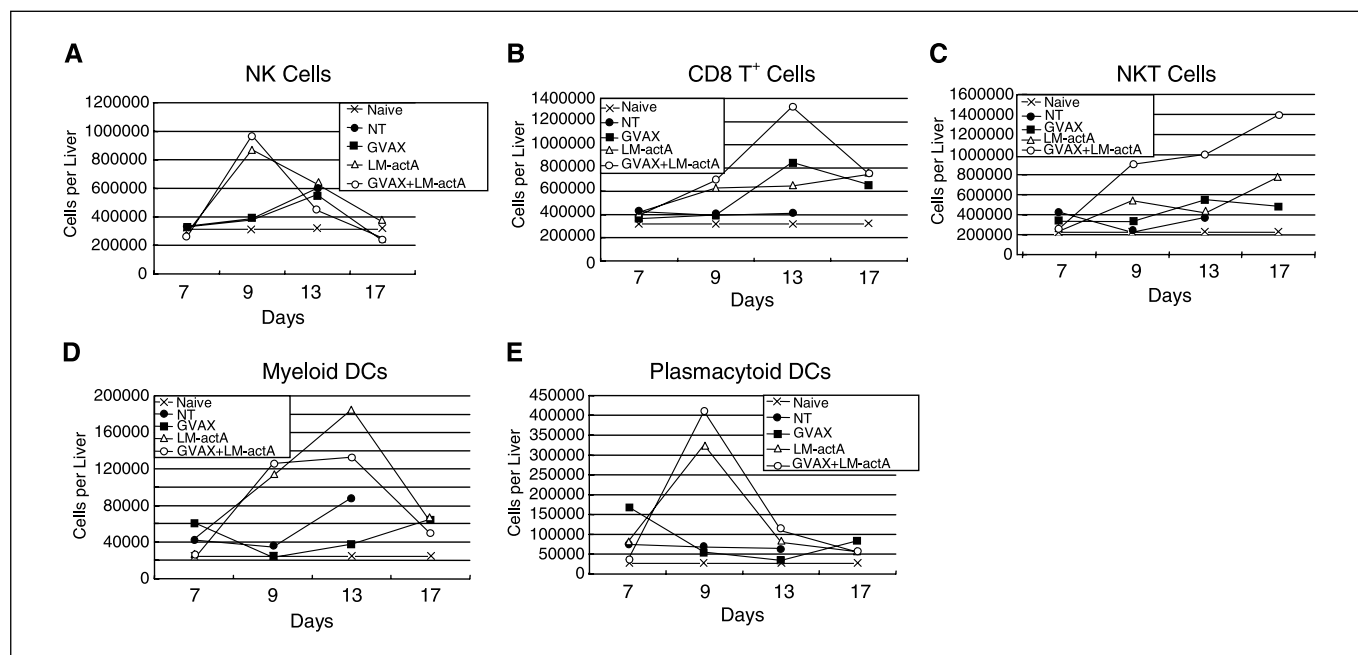 A
NK Cells
Cells per Liver
1200000
1000000
800000
600000
400000
200000
0
7 9 13 17
Days
Naive
NT
GVAX
LM-actA
GVAX+LM-actA
B
CD8 T+ Cells
Cells per Liver
1400000
1200000
1000000
800000
600000
400000
200000
0
7 9 13 17
Days
Naive
NT
GVAX
LM-actA
GVAX+LM-actA
C
NKT Cells
Cells per Liver
1600000
1400000
1200000
1000000
800000
600000
400000
200000
0
7 9 13 17
Days
Naive
NT
GVAX
LM-actA
GVAX+LM-actA
D
Myeloid DCs
Cells per Liver
200000
160000
120000
80000
40000
0
7 9 13 17
Days
Naive
NT
GVAX
LM-actA
GVAX+LM-actA
E
Plasmacytoid DCs
Cells per Liver
450000
400000
350000
300000
250000
200000
150000
100000
50000
0
7 9 13 17
Days
Naive
NT
GVAX
LM-actA
GVAX+LM-actA